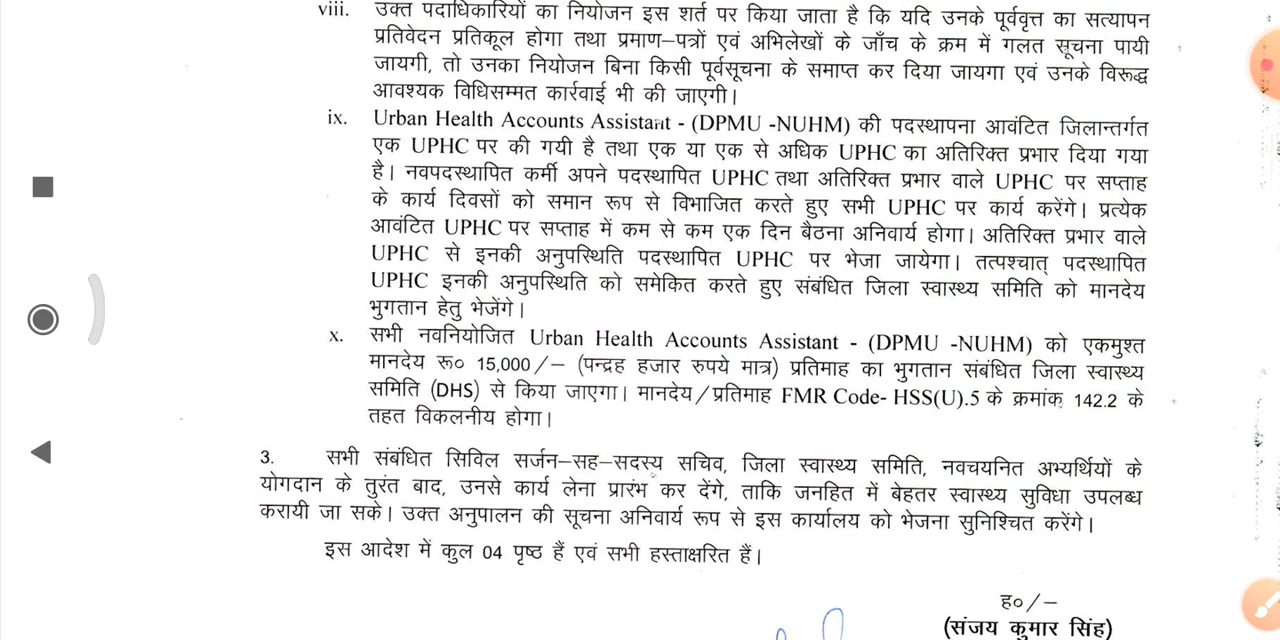 viii. उक्त पदाधिकारियों का नियोजन इस शर्त पर किया जाता है कि यदि उनके पूर्ववृत्त का सत्यापन
प्रतिवेदन प्रतिकूल होगा तथा प्रमाण–पत्रों एवं अभिलेखों के जाँच के क्रम में गलत सूचना पायी
जायगी, तो उनका नियोजन बिना किसी पूर्वसूचना के समाप्त कर दिया जायगा एवं उनके विरूद्ध
आवश्यक विधिसम्मत कार्रवाई भी की जाएगी।
ix. Urban Health Accounts Assistant - (DPMU -NUHM) की पदस्थापना आवंटित जिलान्तर्गत
एक UPHC पर की गयी है तथा एक या एक से अधिक UPHC का अतिरिक्त प्रभार दिया गया
है। नवपदस्थापित कर्मी अपने पदस्थापित UPHC तथा अतिरिक्त प्रभार वाले UPHC पर सप्ताह
के कार्य दिवसों को समान रूप से विभाजित करते हुए सभी UPHC पर कार्य करेंगे। प्रत्येक
आवंटित UPHC पर सप्ताह में कम से कम एक दिन बैठना अनिवार्य होगा। अतिरिक्त प्रभार वाले
UPHC से इनकी अनुपस्थिति पदस्थापित UPHC पर भेजा जायेगा। तत्पश्चात् पदस्थापित
UPHC इनकी अनुपस्थिति को समेकित करते हुए संबंधित जिला स्वास्थ्य समिति को मानदेय
भुगतान हेतु भेजेंगे।
x. सभी नवनियोजित Urban Health Accounts Assistant - (DPMU -NUHM) को एकमुश्त
मानदेय रू० 15,000/– (पन्द्रह हजार रुपये मात्र) प्रतिमाह का भुगतान संबंधित जिला स्वास्थ्य
समिति (DHS) से किया जाएगा। मानदेय/प्रतिमाह FMR Code- HSS(U).5 के क्रमांक 142.2 के
तहत विकलनीय होगा।
3. सभी संबंधित सिविल सर्जन–सह–सदस्य सचिव, जिला स्वास्थ्य समिति, नवचयनित अभ्यर्थियों के
योगदान के तुरंत बाद, उनसे कार्य लेना प्रारंभ कर देंगे, ताकि जनहित में बेहतर स्वास्थ्य सुविधा उपलब्ध
करायी जा सके। उक्त अनुपालन की सूचना अनिवार्य रूप से इस कार्यालय को भेजना सुनिश्चित करेंगे।
इस आदेश में कुल 04 पृष्ठ हैं एवं सभी हस्ताक्षरित हैं।
ह०/–
(संजय कुमार सिंह)